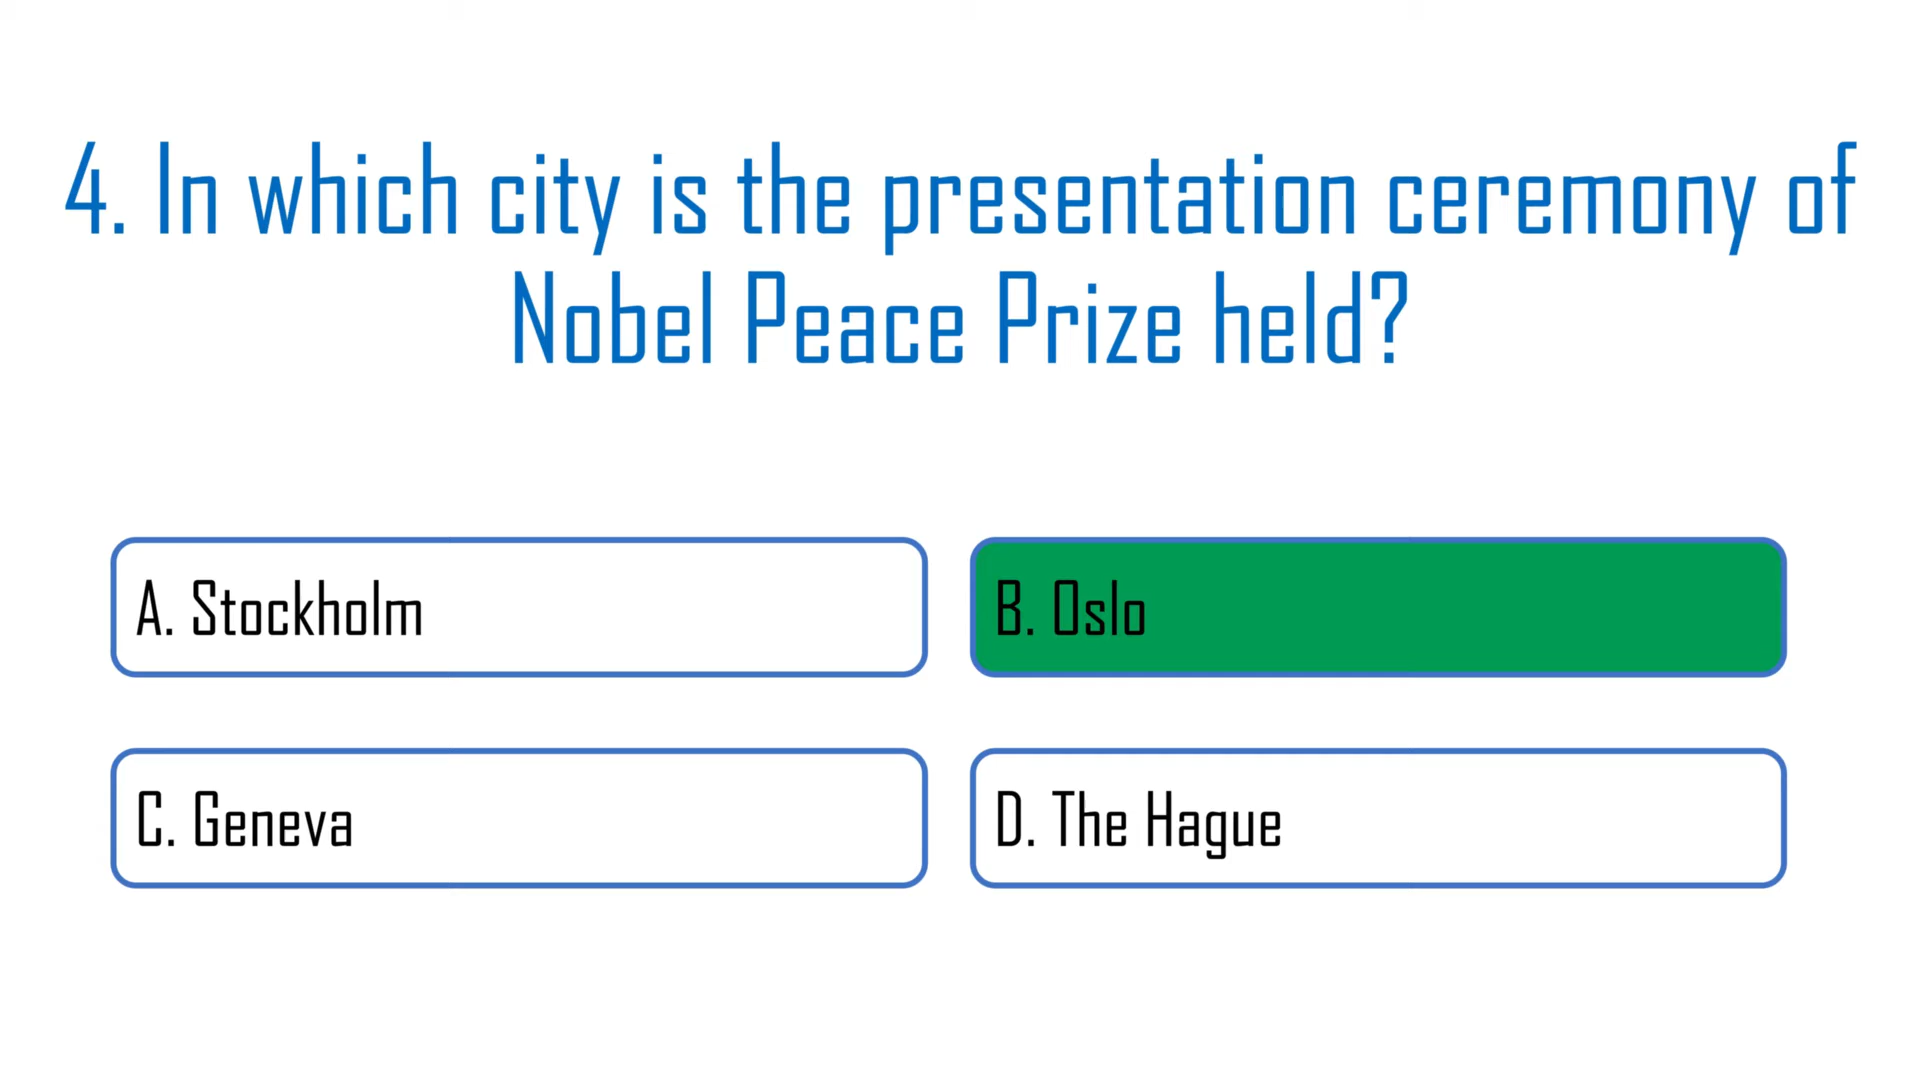 4. In which city is the presentation ceremony of
Nobel Peace Prize held?
A. Stockholm
B. Oslo
C. Geneva
D. The Hague